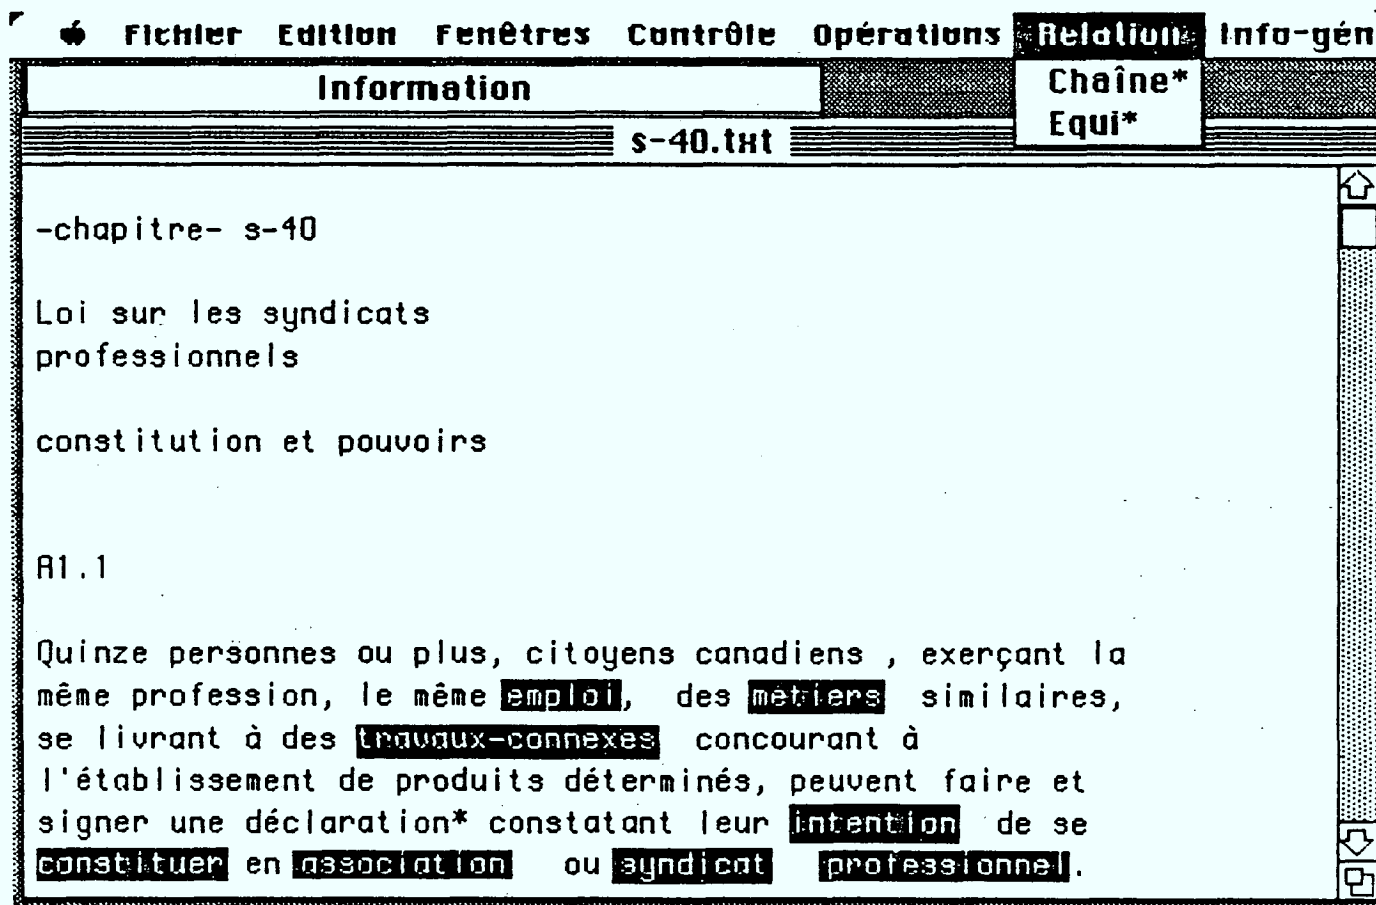 Fichier Edition Fenêtres Contrôle Opérations Relation Info-gén
Information
Chaîne*
Equi*
s-40.txt
-chapitre- s-40
Loi sur les syndicats
professionnels
constitution et pouvoirs
A1.1
Quinze personnes ou plus, citoyens canadiens , exerçant la
même profession, le même emploi, des métiers similaires,
se livrant à des travaux-connexes concourant à
l'établissement de produits déterminés, peuvent faire et
signer une déclaration* constatant leur intention de se
constituer en association ou syndicat professionnel.